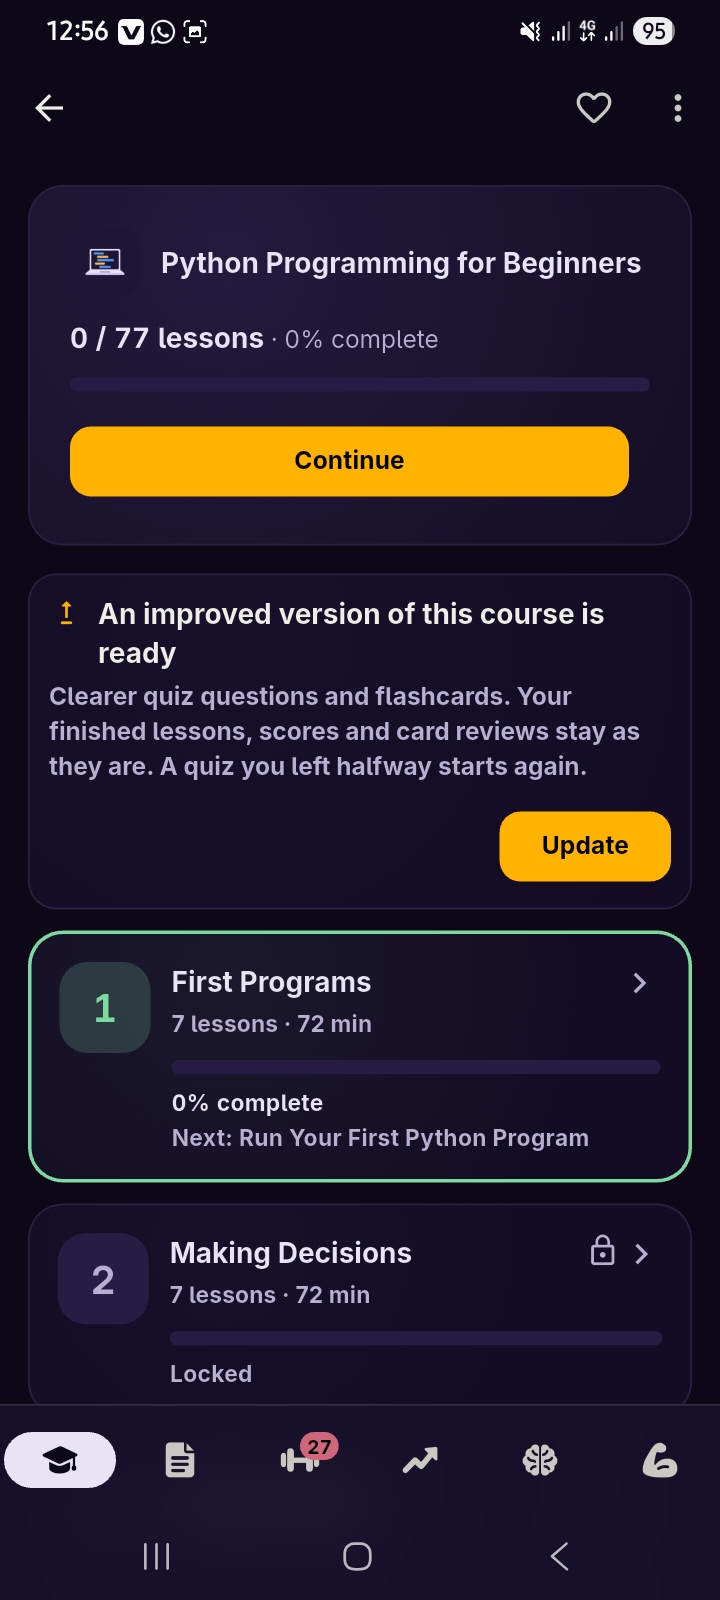 12:56
4G
95
Python Programming for Beginners
0 / 77 lessons · 0% complete
Continue
An improved version of this course is
ready
Clearer quiz questions and flashcards. Your
finished lessons, scores and card reviews stay as
they are. A quiz you left halfway starts again.
Update
1
First Programs
7 lessons · 72 min
0% complete
Next: Run Your First Python Program
2
Making Decisions
7 lessons · 72 min
Locked
27